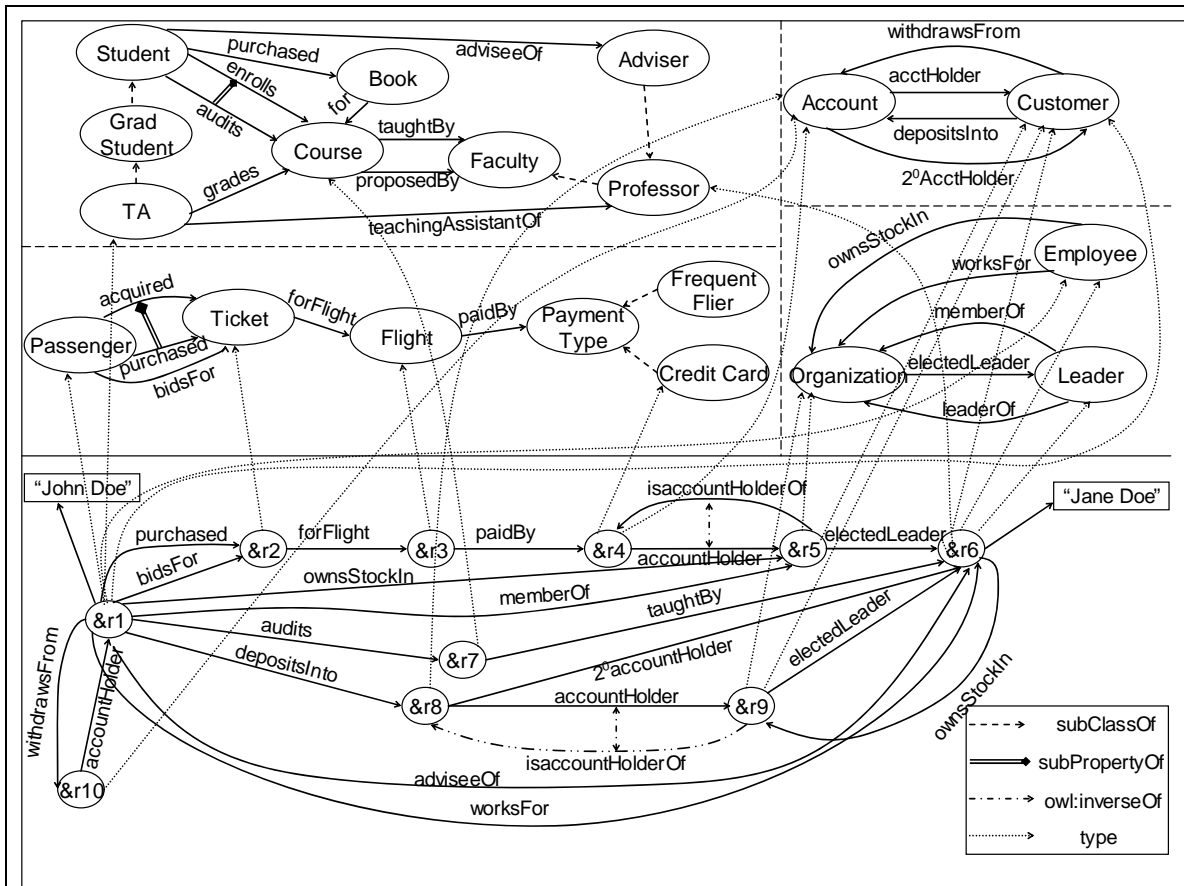 Student
purchased
adviseeOf
Adviser
enrolls
Book
for
audits
Grad
Student
Course
taughtBy
Faculty
proposedBy
Professor
grades
TA
teachingAssistantOf
withdrawsFrom
Account
acctHolder
Customer
depositsInto
2⁰AcctHolder
acquired
Ticket
forFlight
Flight
paidBy
Payment
Type
Frequent
Flier
Credit Card
Passenger
purchased
bidsFor
ownsStockIn
Employee
worksFor
memberOf
Organization
electedLeader
Leader
leaderOf
"John Doe"
"Jane Doe"
isaccountHolderOf
purchased
&r2
forFlight
&r3
paidBy
&r4
accountHolder
&r5
electedLeader
&r6
bidsFor
ownsStockIn
memberOf
taughtBy
&r1
audits
&r7
depositsInto
2⁰accountHolder
electedLeader
&r8
accountHolder
&r9
isaccountHolderOf
ownsStockIn
withdrawsFrom
accountHolder
&r10
adviseeOf
worksFor
subClassOf
subPropertyOf
owl:inverseOf
type